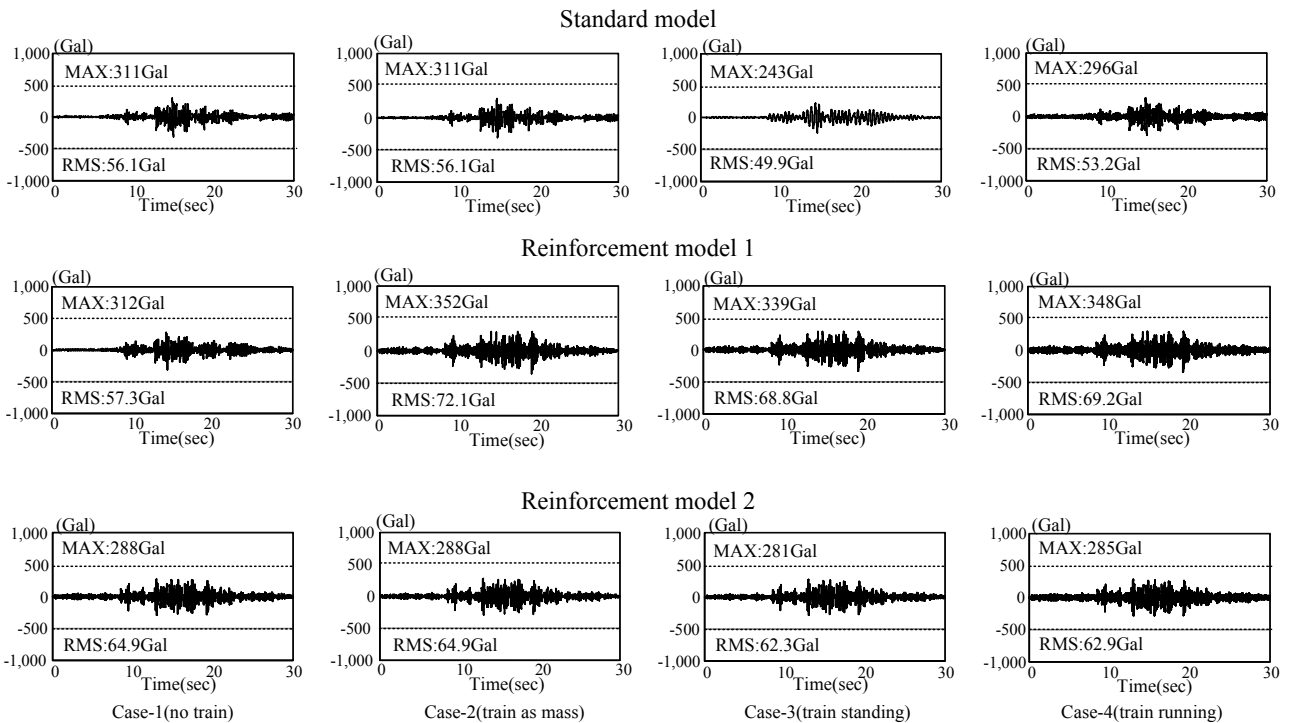 Standard model
(Gal) (Gal) (Gal) (Gal)
1,000 1,000 1,000 1,000
MAX:311Gal MAX:311Gal MAX:243Gal MAX:296Gal
500 500 500 500
0 0 0 0
-500 -500 -500 -500
RMS:56.1Gal RMS:56.1Gal RMS:49.9Gal RMS:53.2Gal
-1,000 -1,000 -1,000 -1,000
0 10 20 30 0 10 20 30 0 10 20 30 0 10 20 30
Time(sec) Time(sec) Time(sec) Time(sec)
Reinforcement model 1
(Gal) (Gal) (Gal) (Gal)
1,000 1,000 1,000 1,000
MAX:312Gal MAX:352Gal MAX:339Gal MAX:348Gal
500 500 500 500
0 0 0 0
-500 -500 -500 -500
RMS:57.3Gal RMS:72.1Gal RMS:68.8Gal RMS:69.2Gal
-1,000 -1,000 -1,000 -1,000
0 10 20 30 0 10 20 30 0 10 20 30 0 10 20 30
Time(sec) Time(sec) Time(sec) Time(sec)
Reinforcement model 2
(Gal) (Gal) (Gal) (Gal)
1,000 1,000 1,000 1,000
MAX:288Gal MAX:288Gal MAX:281Gal MAX:285Gal
500 500 500 500
0 0 0 0
-500 -500 -500 -500
RMS:64.9Gal RMS:64.9Gal RMS:62.3Gal RMS:62.9Gal
-1,000 -1,000 -1,000 -1,000
0 10 20 30 0 10 20 30 0 10 20 30 0 10 20 30
Time(sec) Time(sec) Time(sec) Time(sec)
Case-1(no train) Case-2(train as mass) Case-3(train standing) Case-4(train running)